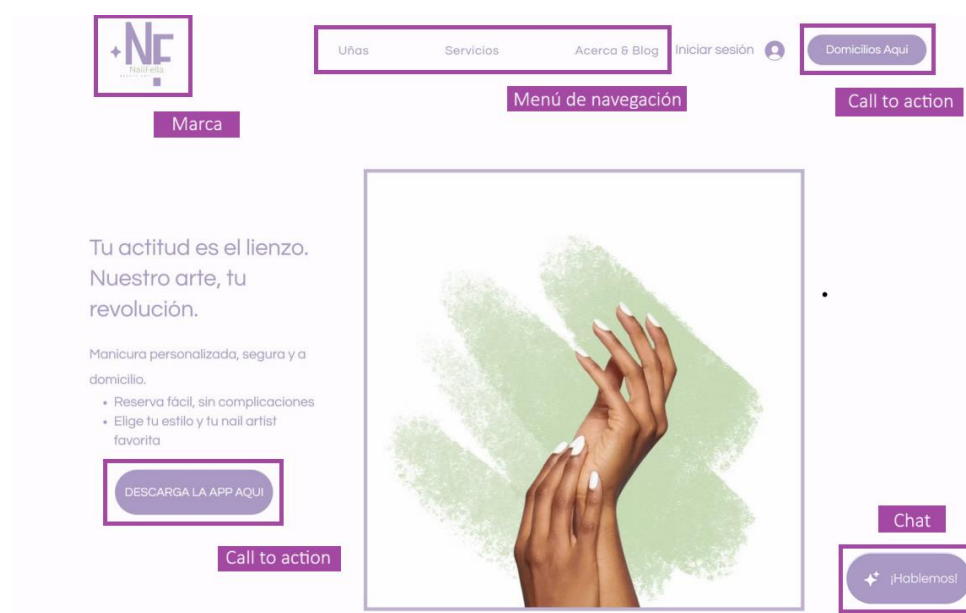 NF
NailFella
Uñas Servicios Acerca & Blog Iniciar sesión Domicilios Aquí
Marca
Menú de navegación
Call to action
Tu actitud es el lienzo.
Nuestro arte, tu
revolución.
Manicura personalizada, segura y a
domicilio.
• Reserva fácil, sin complicaciones
• Elige tu estilo y tu nail artist
favorita
DESCARGA LA APP AQUI
Call to action
Chat
¡Hablemos!